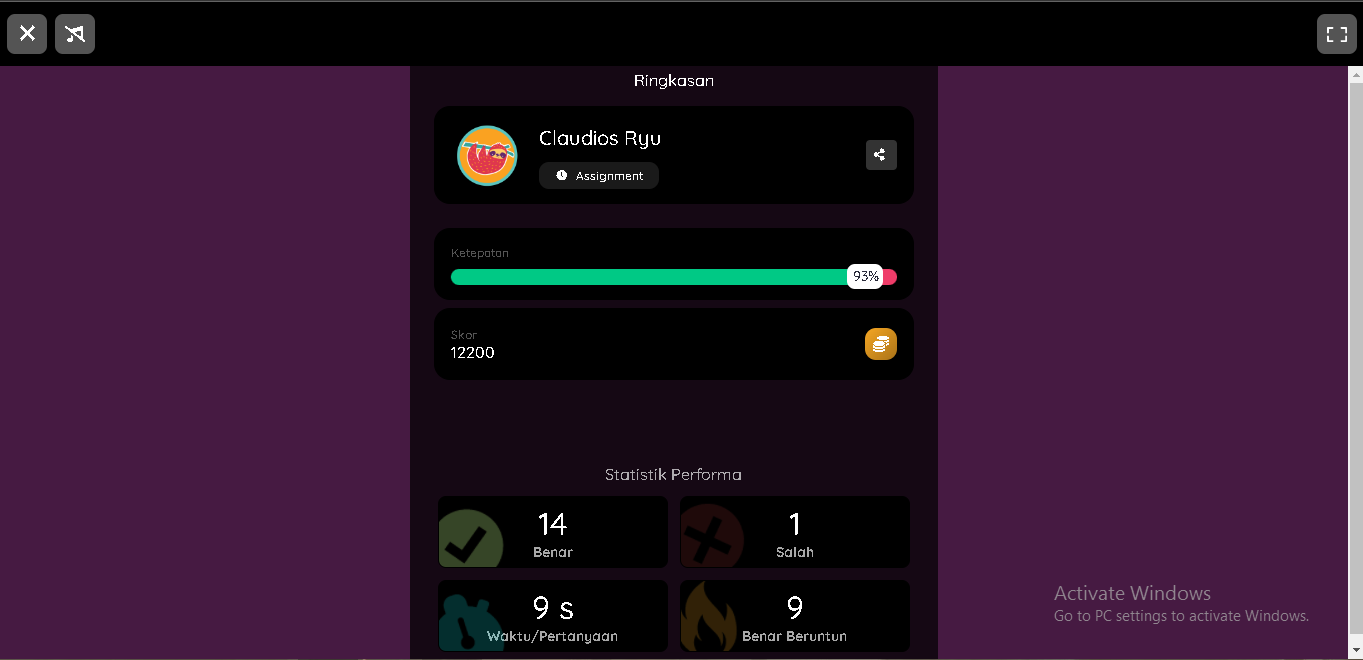 Ringkasan
Claudios Ryu
Assignment
Ketepatan
93%
Skor
12200
Statistik Performa
14
Benar
1
Salah
9 s
Waktu/Pertanyaan
9
Benar Beruntun
Activate Windows
Go to PC settings to activate Windows.